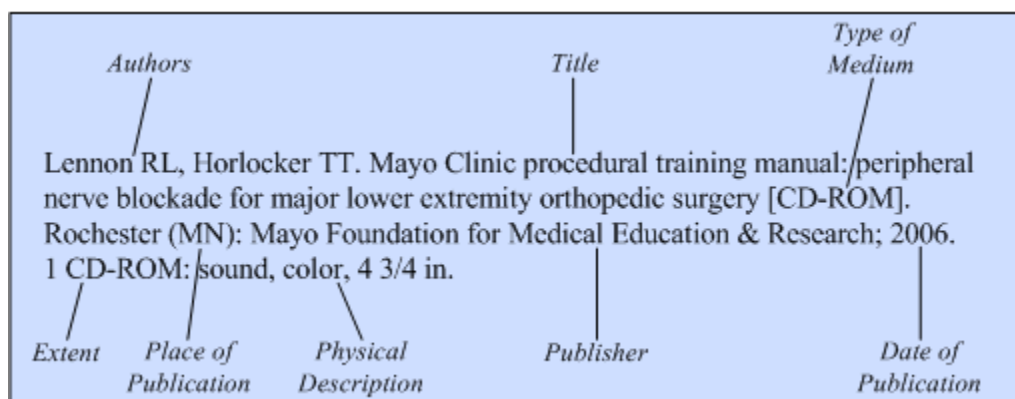 Type of
Authors Title Medium
Lennon RL, Horlocker TT. Mayo Clinic procedural training manual: peripheral
nerve blockade for major lower extremity orthopedic surgery [CD-ROM].
Rochester (MN): Mayo Foundation for Medical Education & Research; 2006.
1 CD-ROM: sound, color, 4 3/4 in.
Extent Place of Physical Publisher Date of
Publication Description Publication